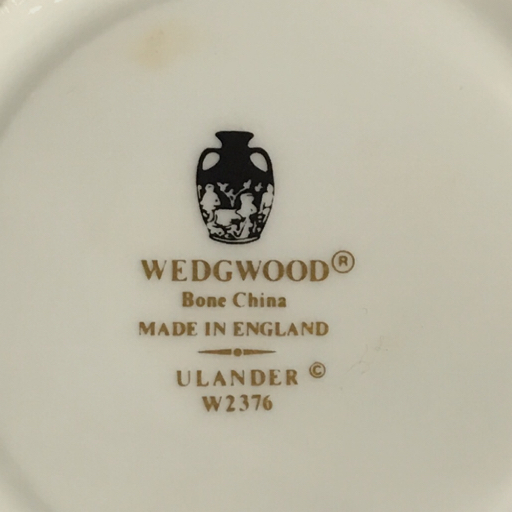 WEDGWOOD®
Bone China
MADE IN ENGLAND
ULANDER ©
W2376